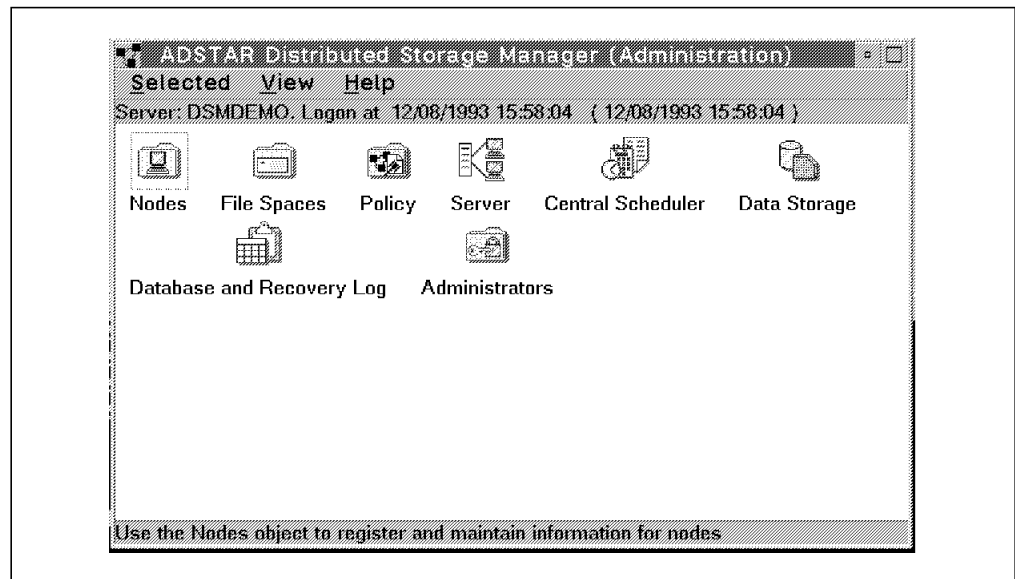 ADSTAR Distributed Storage Manager (Administration)
Selected View Help
Server: DSMDEMO. Logon at 12/08/1993 15:58:04 ( 12/08/1993 15:58:04 )
Nodes File Spaces Policy Server Central Scheduler Data Storage
Database and Recovery Log Administrators
Use the Nodes object to register and maintain information for nodes